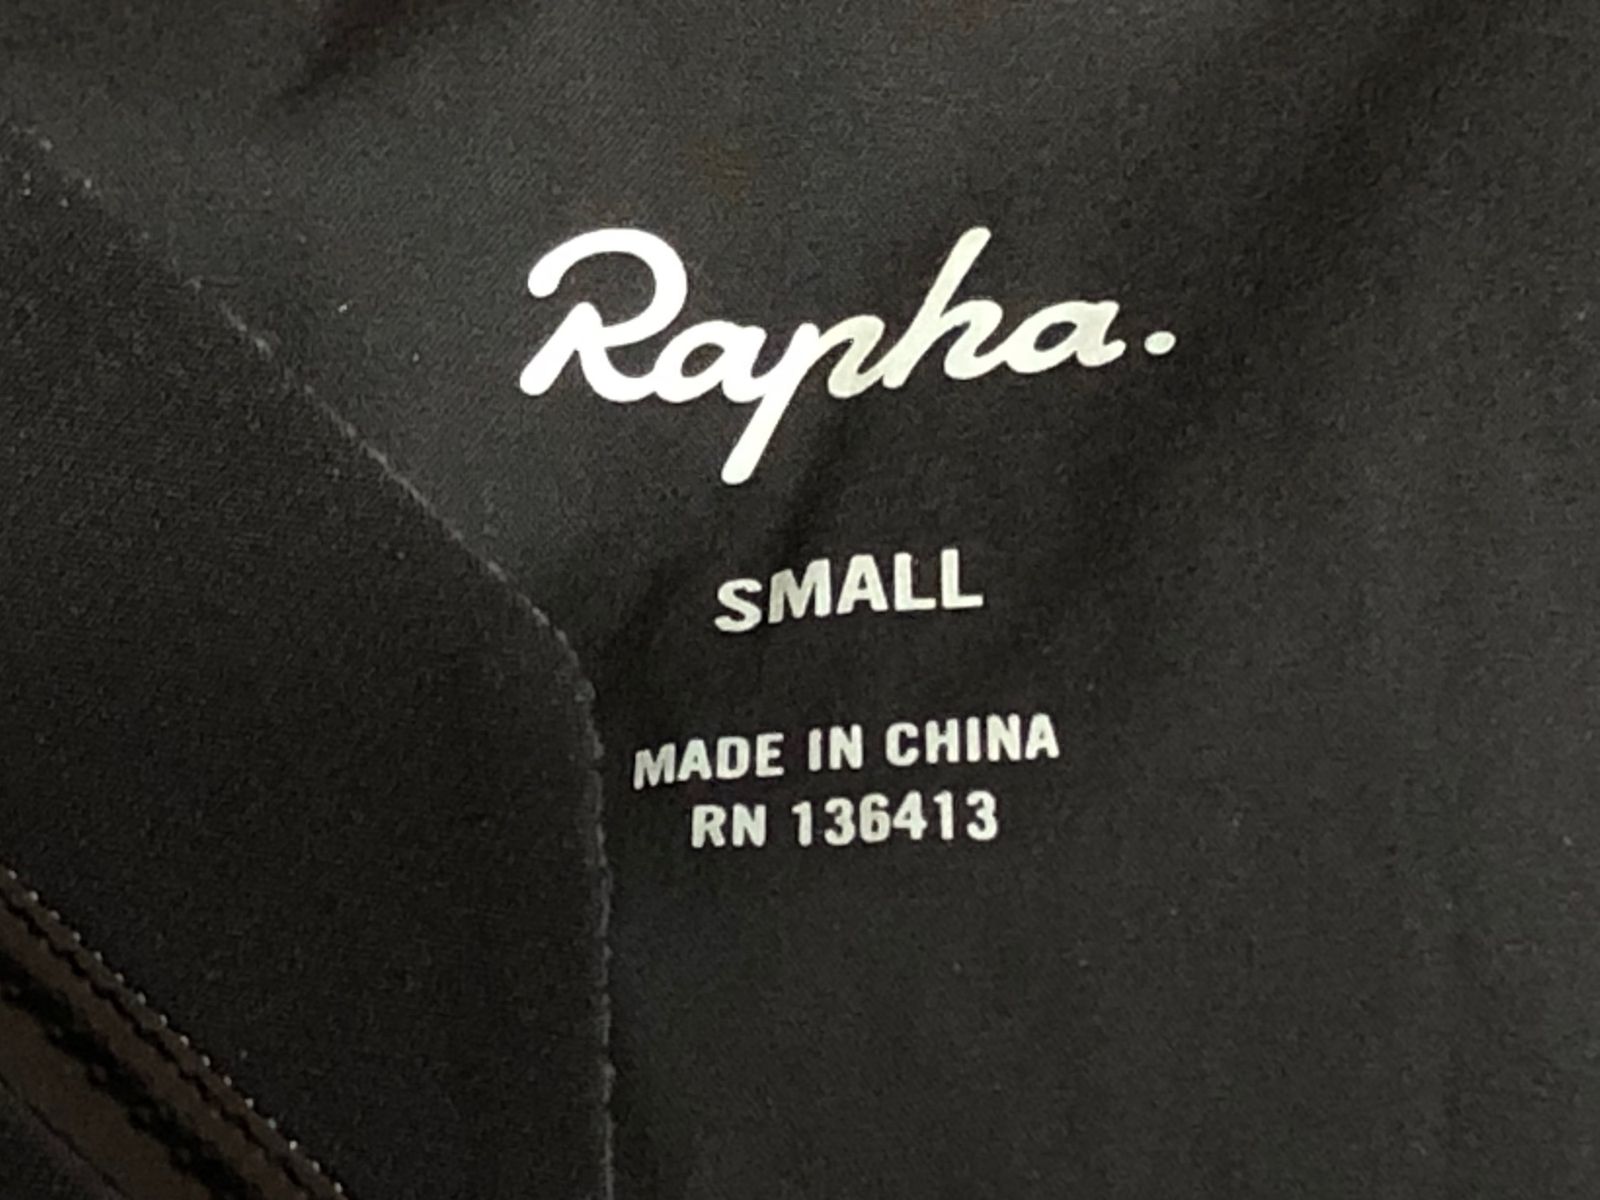 Rapha.
SMALL
MADE IN CHINA
RN 136413